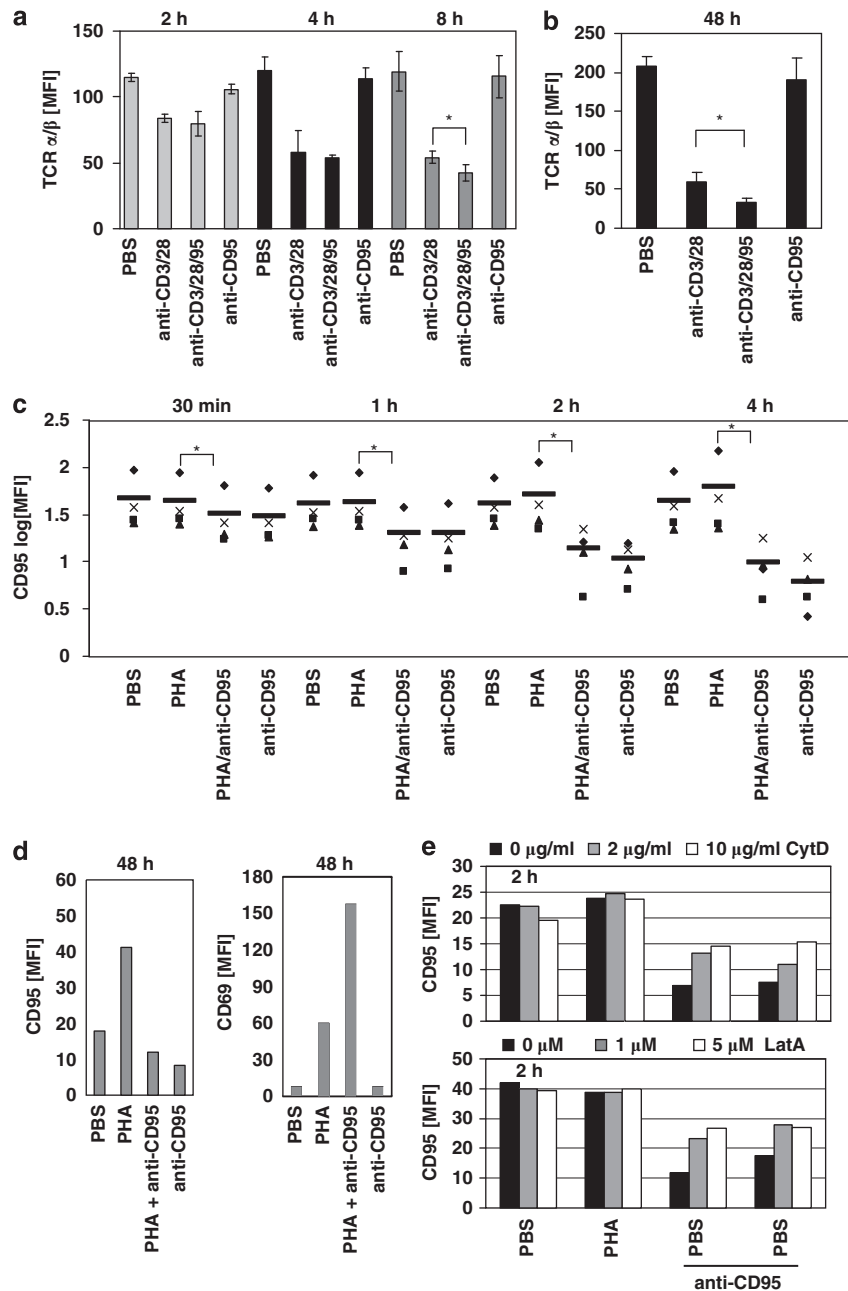 a
2 h 4 h 8 h
TCR α/β [MFI]
150
100
50
0
*
PBS
anti-CD3/28
anti-CD3/28/95
anti-CD95
PBS
anti-CD3/28
anti-CD3/28/95
anti-CD95
PBS
anti-CD3/28
anti-CD3/28/95
anti-CD95
b
48 h
TCR α/β [MFI]
250
200
150
100
50
0
*
PBS
anti-CD3/28
anti-CD3/28/95
anti-CD95
c
30 min 1 h 2 h 4 h
CD95 log[MFI]
2.5
2
1.5
1
0.5
0
* * * *
PBS
PHA
PHA/anti-CD95
anti-CD95
PBS
PHA
PHA/anti-CD95
anti-CD95
PBS
PHA
PHA/anti-CD95
anti-CD95
PBS
PHA
PHA/anti-CD95
anti-CD95
d
48 h
CD95 [MFI]
60
50
40
30
20
10
0
PBS
PHA
PHA + anti-CD95
anti-CD95
48 h
CD69 [MFI]
180
150
120
90
60
30
0
PBS
PHA
PHA + anti-CD95
anti-CD95
e
0 μg/ml 2 μg/ml 10 μg/ml CytD
2 h
CD95 [MFI]
30
25
20
15
10
5
0
0 μM 1 μM 5 μM LatA
2 h
CD95 [MFI]
50
40
30
20
10
0
PBS
PHA
PBS
PBS
anti-CD95